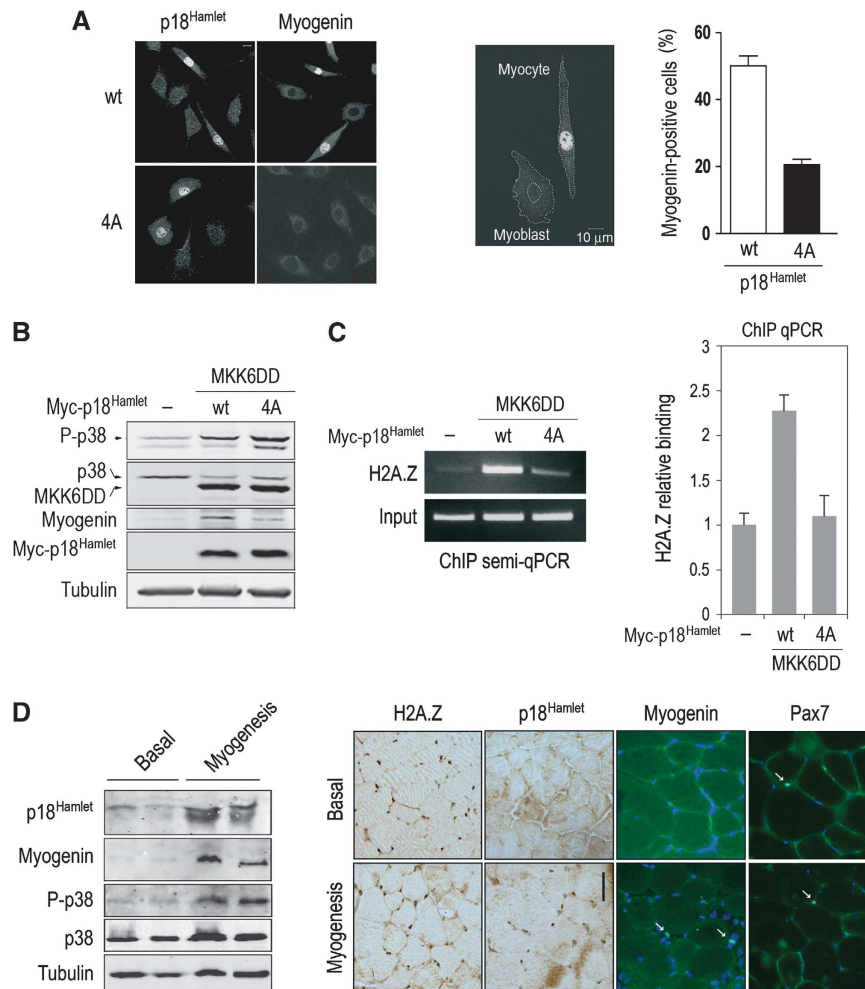 A
p18Hamlet
Myogenin
wt
4A
Myocyte
Myoblast
10 μm
Myogenin-positive cells (%)
60
40
20
0
wt
4A
p18Hamlet
B
MKK6DD
Myc-p18Hamlet
–
wt
4A
P-p38
p38
MKK6DD
Myogenin
Myc-p18Hamlet
Tubulin
C
MKK6DD
Myc-p18Hamlet
–
wt
4A
H2A.Z
Input
ChIP semi-qPCR
ChIP qPCR
H2A.Z relative binding
3
2.5
2
1.5
1
0.5
0
Myc-p18Hamlet
–
wt
4A
MKK6DD
D
Basal
Myogenesis
p18Hamlet
Myogenin
P-p38
p38
Tubulin
H2A.Z
p18Hamlet
Myogenin
Pax7
Basal
Myogenesis